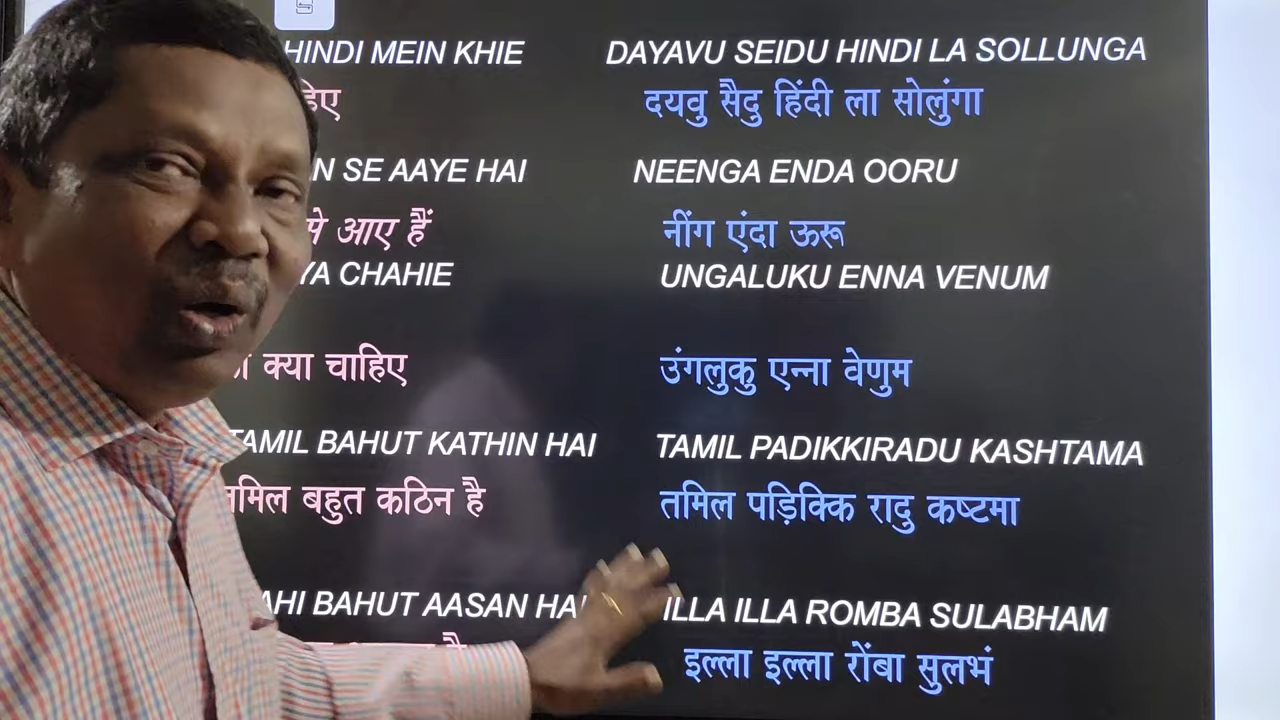 HINDI MEIN KHIE
DAYAVU SEIDU HINDI LA SOLLUNGA
दयवु सैदु हिंदी ला सोलुंगा
SE AAYE HAI
NEENGA ENDA OORU
से आए हैं
नींग एंदा ऊरू
CHAHIE
UNGALUKU ENNA VENUM
क्या चाहिए
उंगलुकु एन्ना वेणुम
TAMIL BAHUT KATHIN HAI
TAMIL PADIKKIRADU KASHTAMA
तमिल बहुत कठिन है
तमिल पड़िक्कि रादु कष्टमा
BAHUT AASAN HAI
ILLA ILLA ROMBA SULABHAM
इल्ला इल्ला रोंबा सुलभं